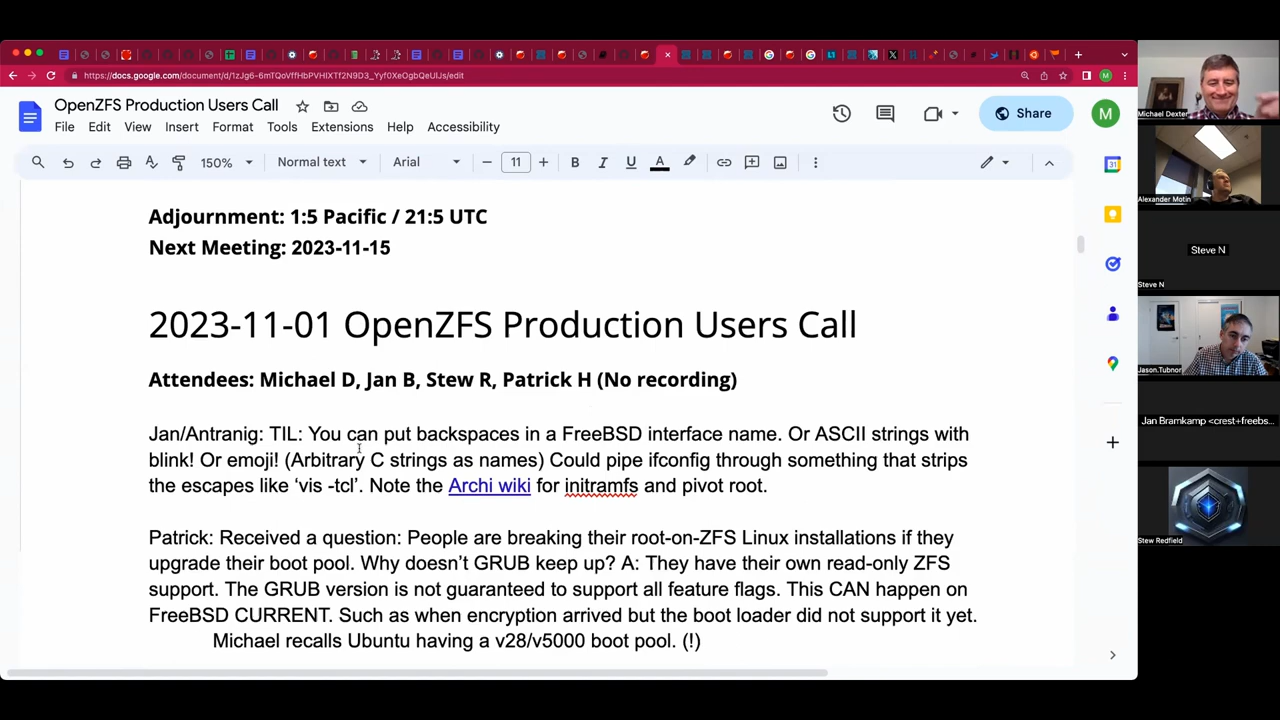 https://docs.google.com/document/d/1zJg6-6mTQoVffHbPVHIXTf2N9D3_Yyf0XeOgbQeUIJs/edit
OpenZFS Production Users Call
File Edit View Insert Format Tools Extensions Help Accessibility
Share
M
150% Normal text Arial 11 B I U A
Adjournment: 1:5 Pacific / 21:5 UTC
Next Meeting: 2023-11-15
2023-11-01 OpenZFS Production Users Call
Attendees: Michael D, Jan B, Stew R, Patrick H (No recording)
Jan/Antranig: TIL: You can put backspaces in a FreeBSD interface name. Or ASCII strings with
blink! Or emoji! (Arbitrary C strings as names) Could pipe ifconfig through something that strips
the escapes like ‘vis -tcl’. Note the Archi wiki for initramfs and pivot root.
Patrick: Received a question: People are breaking their root-on-ZFS Linux installations if they
upgrade their boot pool. Why doesn’t GRUB keep up? A: They have their own read-only ZFS
support. The GRUB version is not guaranteed to support all feature flags. This CAN happen on
FreeBSD CURRENT. Such as when encryption arrived but the boot loader did not support it yet.
Michael recalls Ubuntu having a v28/v5000 boot pool. (!)
Michael Dexter
Alexander Motin
Steve N
Steve N
Jason.Tubnor
Jan Bramkamp <crest+freebs...
Stew Redfield